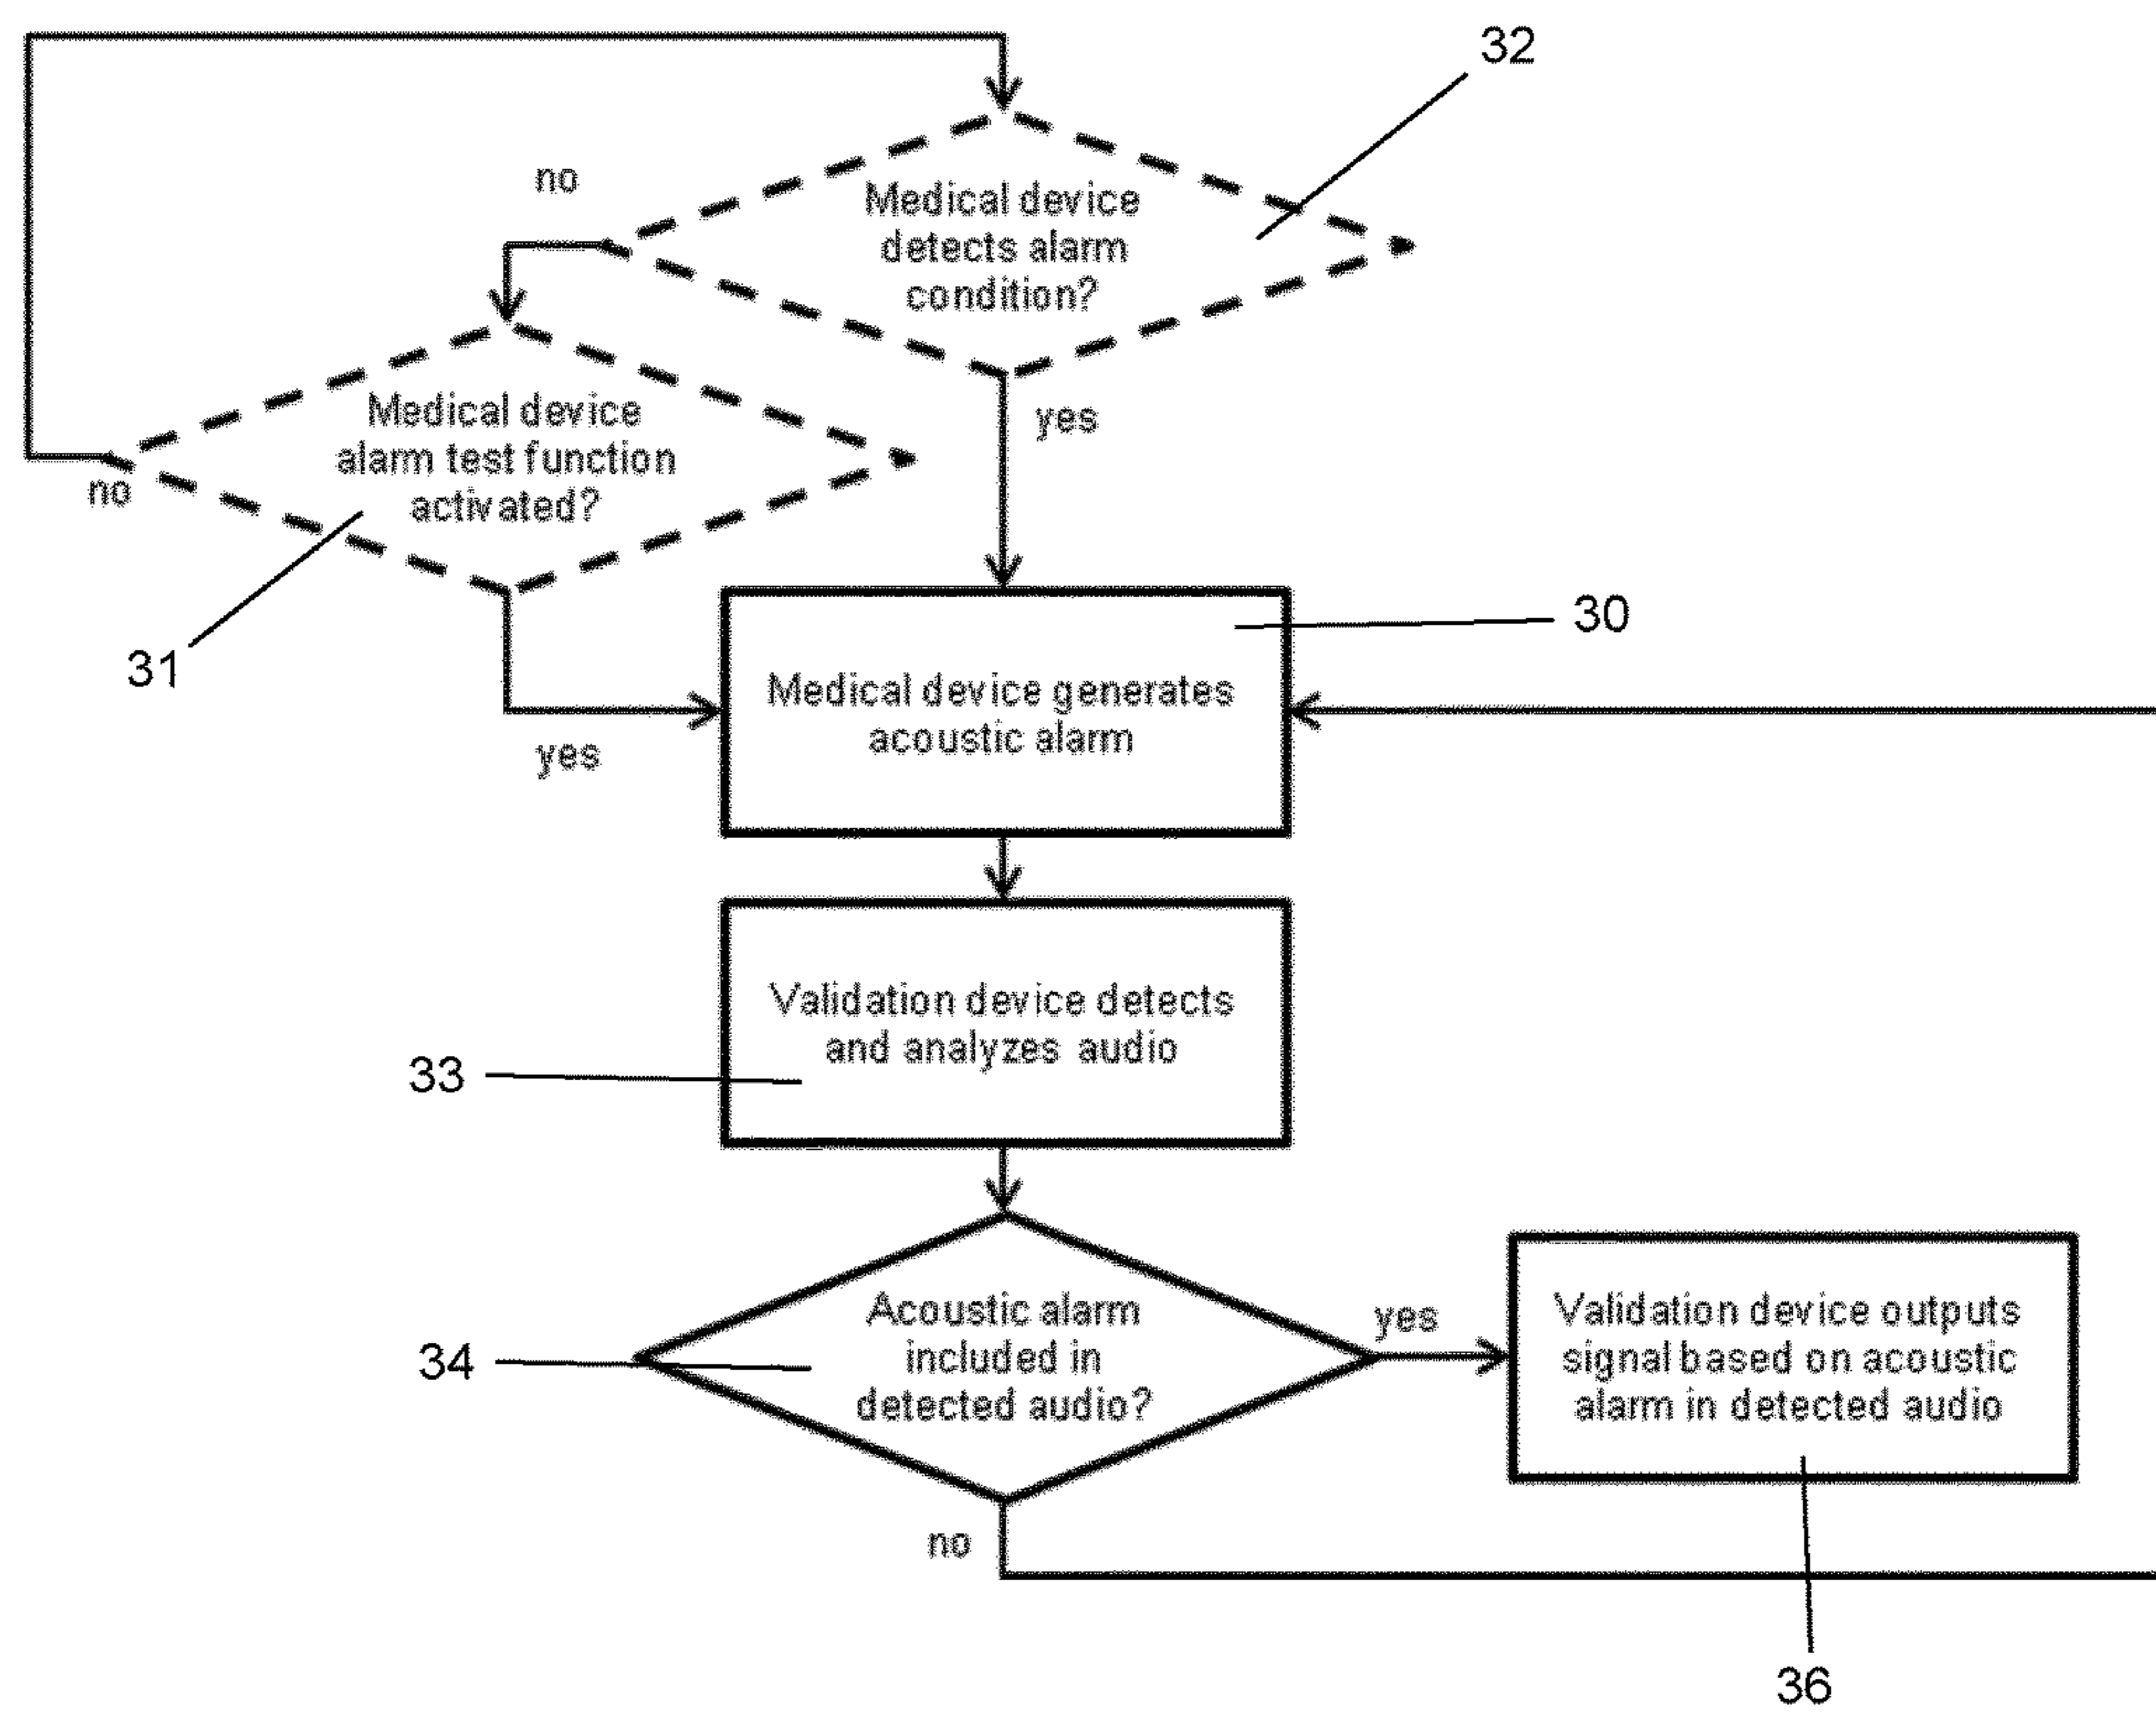 32
no
Medical device
detects alarm
condition?
yes
Medical device
alarm test function
activated?
no
31
yes
30
Medical device generates
acoustic alarm
Validation device detects
and analyzes audio
33
Acoustic alarm
included in
detected audio?
34
yes
no
Validation device outputs
signal based on acoustic
alarm in detected audio
36